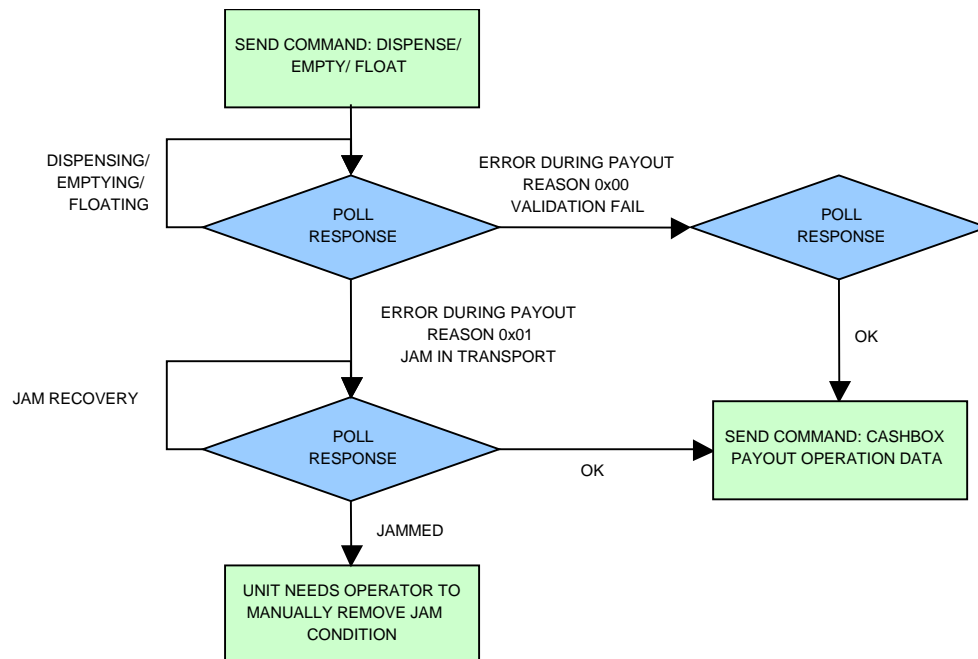 SEND COMMAND: DISPENSE/
EMPTY/ FLOAT
DISPENSING/
EMPTYING/
FLOATING
POLL
RESPONSE
ERROR DURING PAYOUT
REASON 0x00
VALIDATION FAIL
POLL
RESPONSE
ERROR DURING PAYOUT
REASON 0x01
JAM IN TRANSPORT
OK
JAM RECOVERY
POLL
RESPONSE
OK
SEND COMMAND: CASHBOX
PAYOUT OPERATION DATA
JAMMED
UNIT NEEDS OPERATOR TO
MANUALLY REMOVE JAM
CONDITION